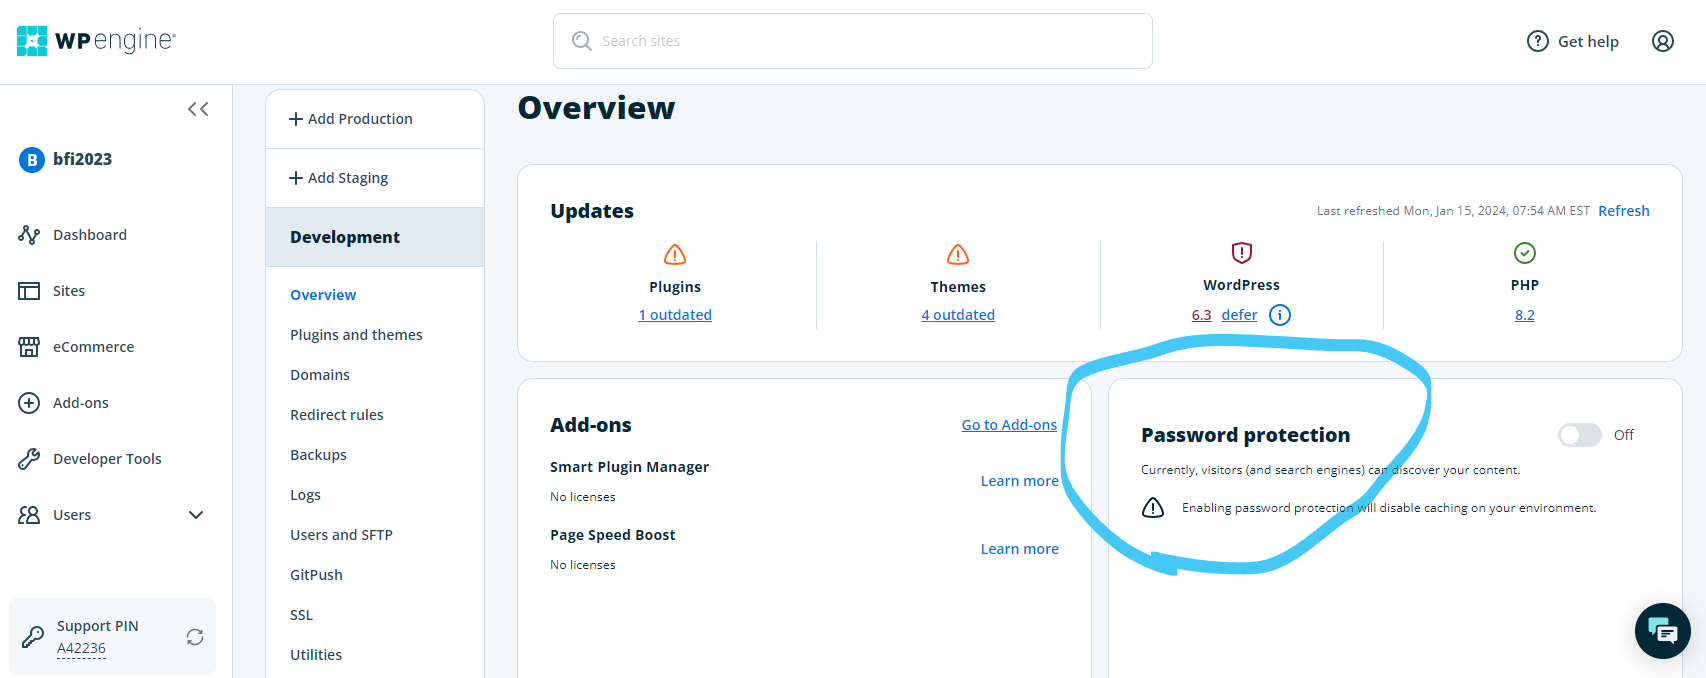 WP engine
Search sites
Get help
B bfi2023
Dashboard
Sites
eCommerce
Add-ons
Developer Tools
Users
Support PIN
A42236
+ Add Production
+ Add Staging
Development
Overview
Plugins and themes
Domains
Redirect rules
Backups
Logs
Users and SFTP
GitPush
SSL
Utilities
Overview
Updates
Last refreshed Mon, Jan 15, 2024, 07:54 AM EST Refresh
Plugins
1 outdated
Themes
4 outdated
WordPress
6.3 defer
PHP
8.2
Add-ons
Go to Add-ons
Smart Plugin Manager
No licenses
Learn more
Page Speed Boost
No licenses
Learn more
Password protection
Off
Currently, visitors (and search engines) can discover your content.
Enabling password protection will disable caching on your environment.